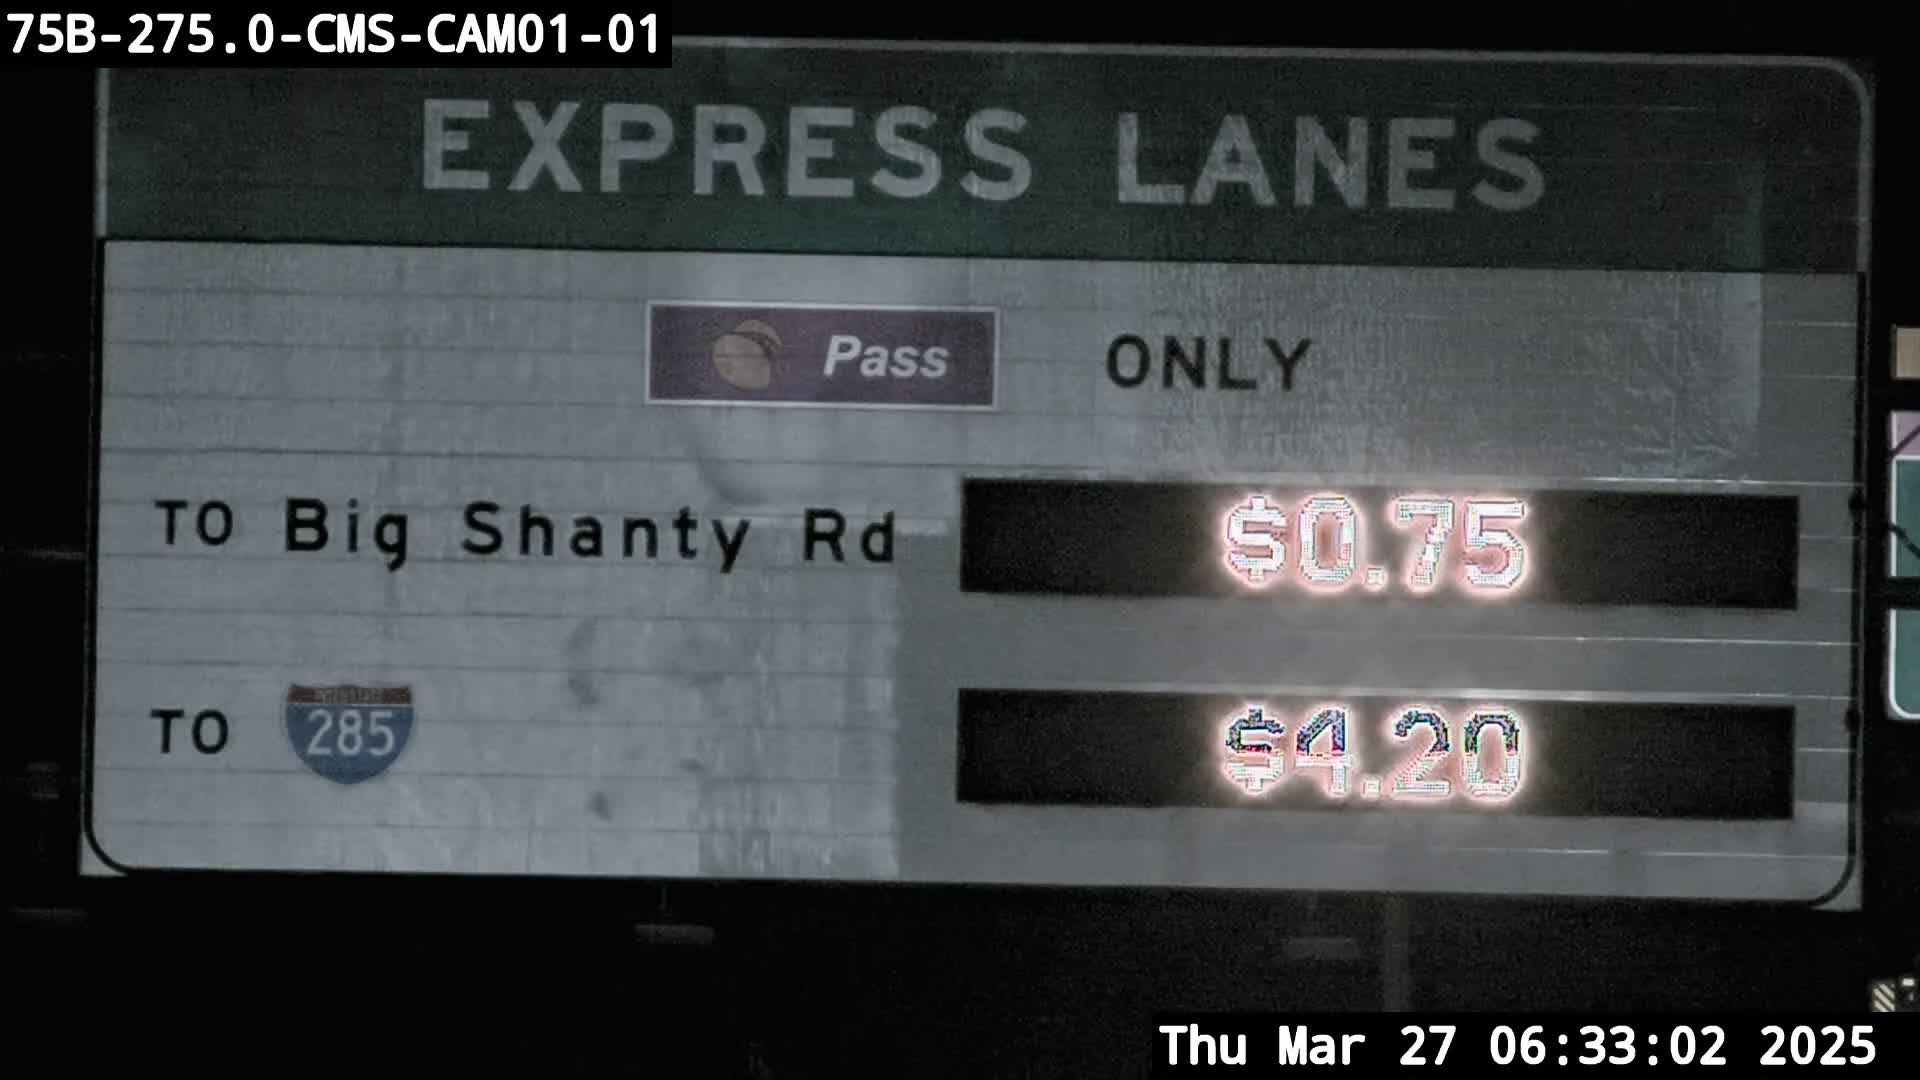 75B-275.0-CMS-CAM01-01
EXPRESS LANES
Pass ONLY
TO Big Shanty Rd $0.75
TO INTERSTATE 285 $4.20
Thu Mar 27 06:33:02 2025